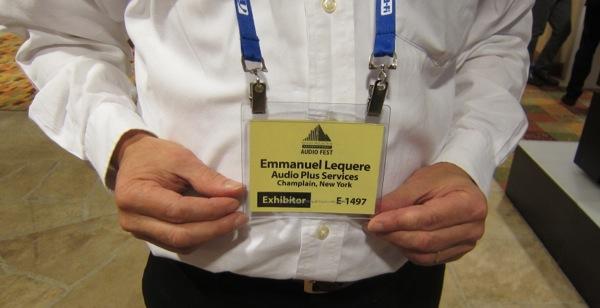 AUDIO FEST
Emmanuel Lequere
Audio Plus Services
Champlain, New York
Exhibitor E-1497